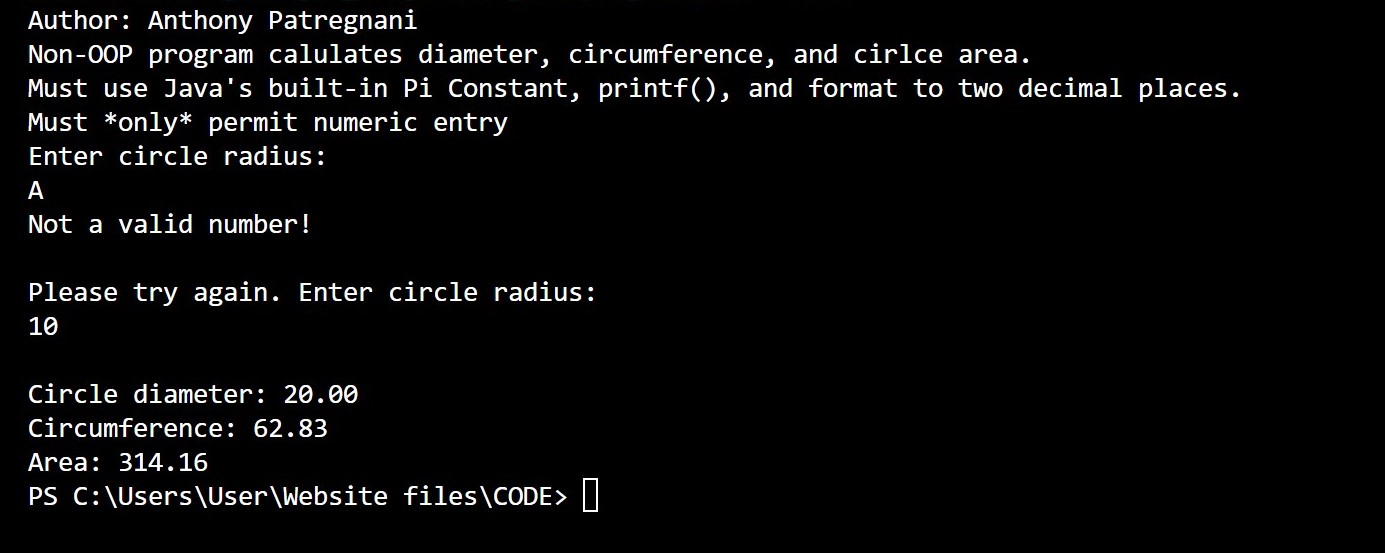 Author: Anthony Patregnani
Non-OOP program calulates diameter, circumference, and cirlce area.
Must use Java's built-in Pi Constant, printf(), and format to two decimal places.
Must *only* permit numeric entry
Enter circle radius:
A
Not a valid number!
Please try again. Enter circle radius:
10
Circle diameter: 20.00
Circumference: 62.83
Area: 314.16
PS C:\Users\User\Website files\CODE>